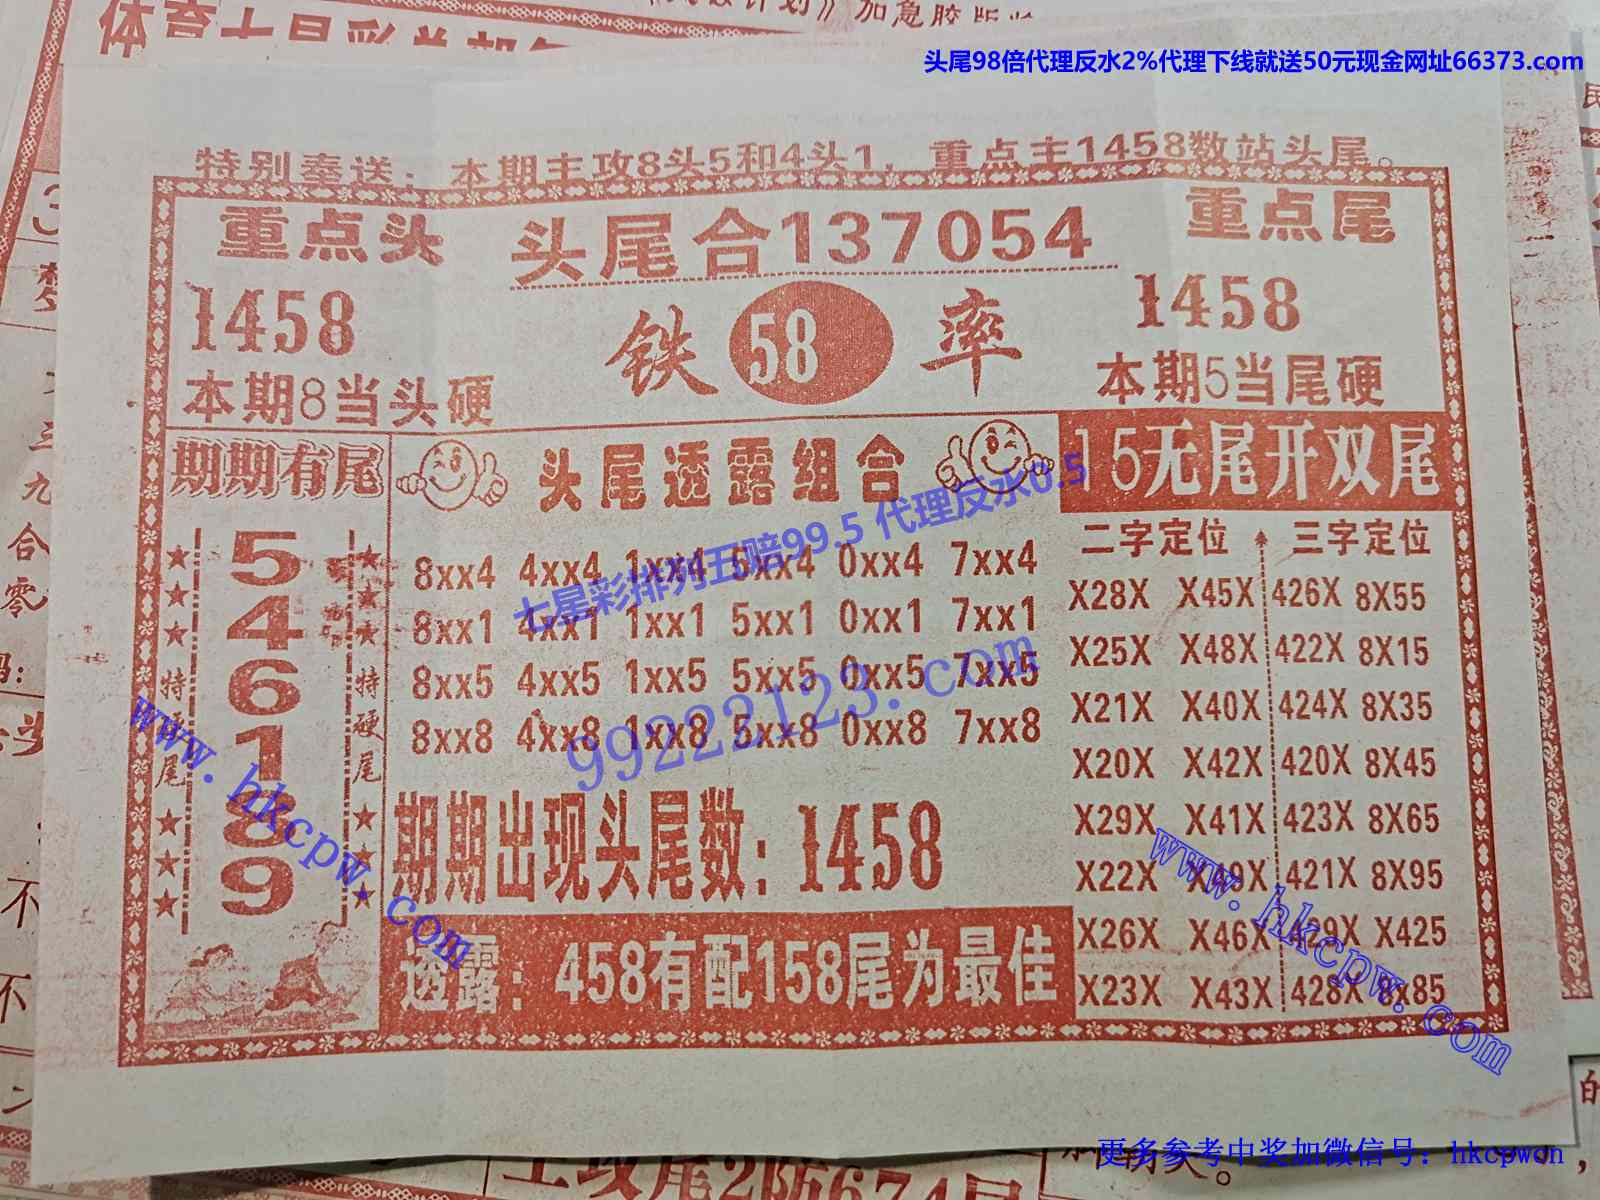 头尾98倍代理反水2%代理下线就送50元现金网址66373.com
特别奏送：本期主攻8头5和4头1，重点主1458数站头尾。
重点头
头尾合137054
重点尾
1458
铁58率
1458
本期8当头硬
本期5当尾硬
期期有尾
头尾透露组合
15无尾开双尾
5
4
6
1
8
9
特硬尾
特硬尾
8xx4 4xx4 1xx4 5xx4 0xx4 7xx4
8xx1 4xx1 1xx1 5xx1 0xx1 7xx1
8xx5 4xx5 1xx5 5xx5 0xx5 7xx5
8xx8 4xx8 1xx8 5xx8 0xx8 7xx8
期期出现头尾数：1458
透露：458有配158尾为最佳
二字定位 三字定位
X28X X45X 426X 8X55
X25X X48X 422X 8X15
X21X X40X 424X 8X35
X20X X42X 420X 8X45
X29X X41X 423X 8X65
X22X X49X 421X 8X95
X26X X46X 429X X425
X23X X43X 428X 8x85
七星彩排列五赔99.5 代理反水0.5
99222123.com
www.hkcpw.com
www.hkcpw.com
更多参考中奖加微信号：hkcpwcn